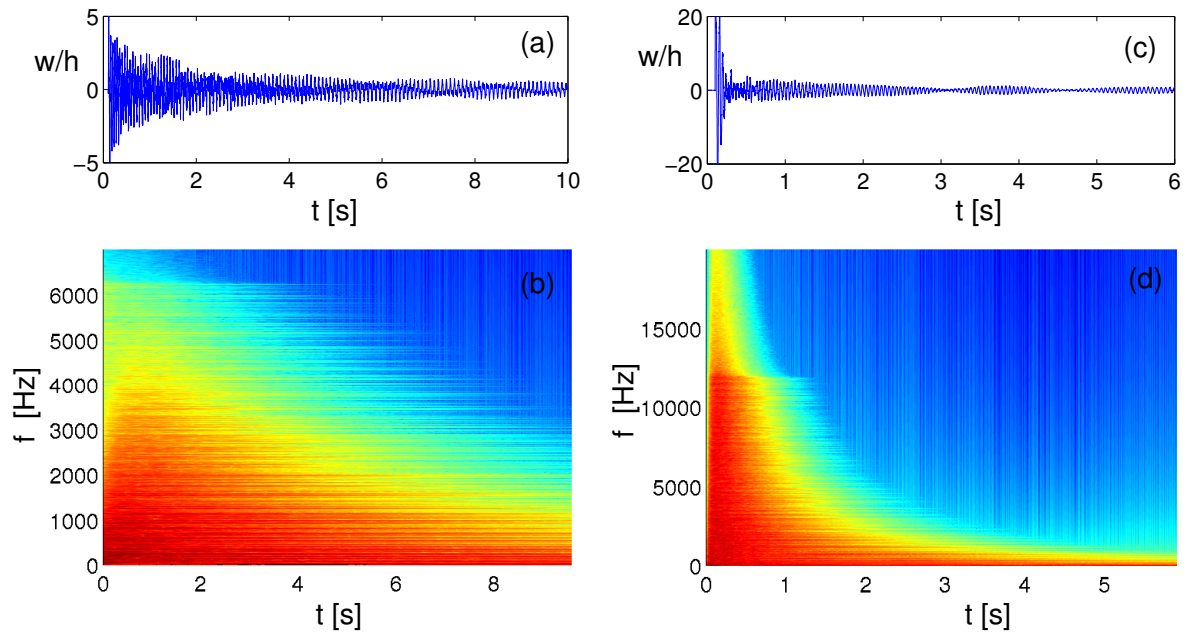 5
w/h
0
−5
(a)
0 2 4 6 8 10
t [s]
20
w/h
0
−20
(c)
0 1 2 3 4 5 6
t [s]
6000
5000
4000
3000
2000
1000
0
f [Hz]
(b)
0 2 4 6 8
t [s]
15000
10000
5000
0
f [Hz]
(d)
0 1 2 3 4 5
t [s]